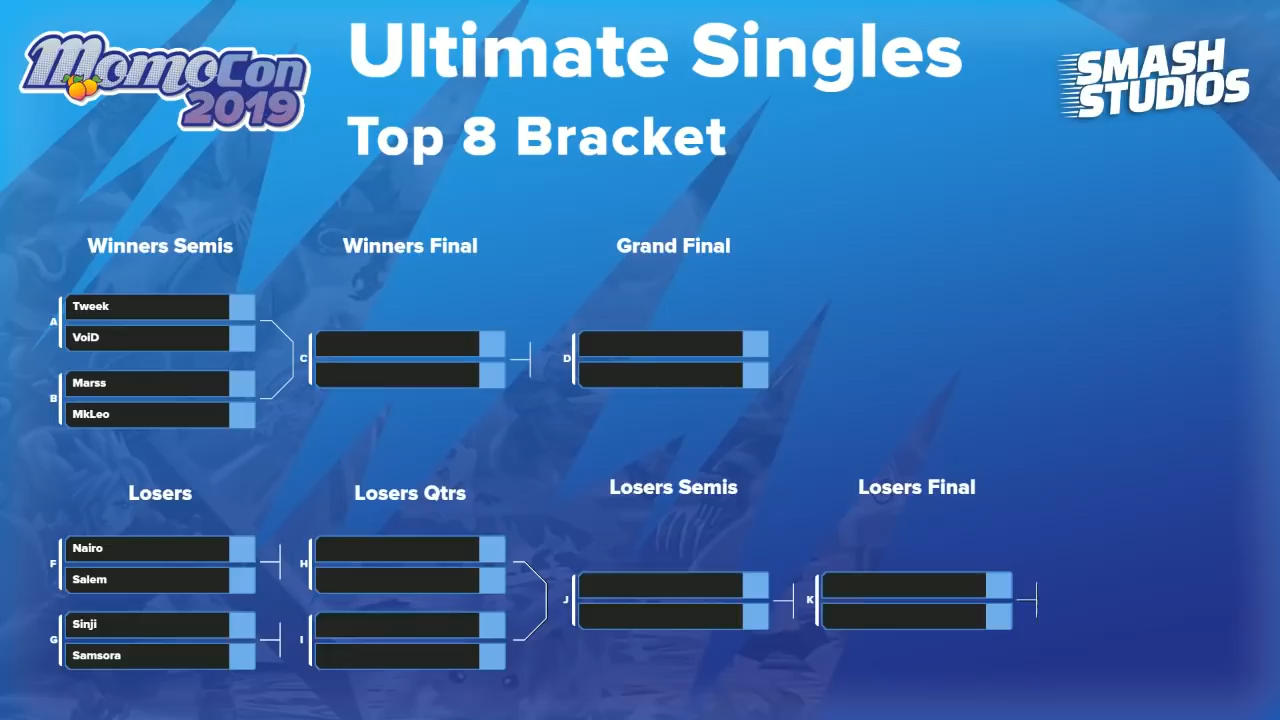 MomoCon
2019
Ultimate Singles
Top 8 Bracket
SMASH
STUDIOS
Winners Semis
Winners Final
Grand Final
A
Tweek
VoiD
B
Marss
MkLeo
C
D
Losers
Losers Qtrs
Losers Semis
Losers Final
F
Nairo
Salem
G
Sinji
Samsora
H
I
J
K